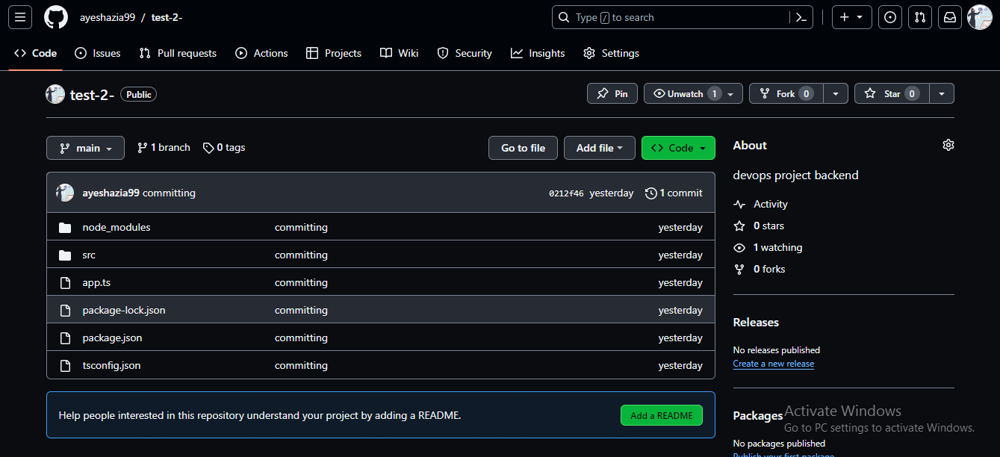 ayeshazia99 / test-2-
Type / to search
Code Issues Pull requests Actions Projects Wiki Security Insights Settings
test-2- Public
Pin Unwatch 1 Fork 0 Star 0
main 1 branch 0 tags Go to file Add file Code
ayeshazia99 committing 0212f46 yesterday 1 commit
node_modules committing yesterday
src committing yesterday
app.ts committing yesterday
package-lock.json committing yesterday
package.json committing yesterday
tsconfig.json committing yesterday
Help people interested in this repository understand your project by adding a README. Add a README
About
devops project backend
Activity
0 stars
1 watching
0 forks
Releases
No releases published
Create a new release
Packages
No packages published
Publish your first package
Activate Windows
Go to PC settings to activate Windows.